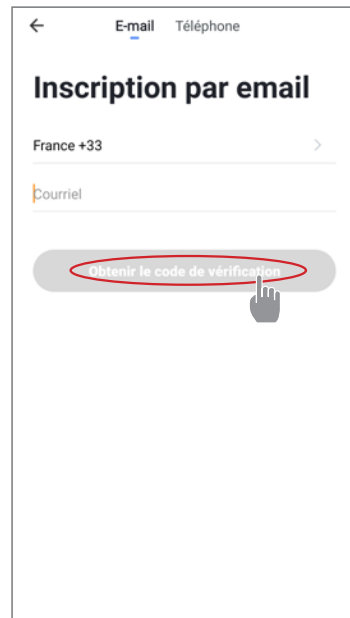 E-mail Téléphone
Inscription par email
France +33
Courriel
Obtenir le code de vérification